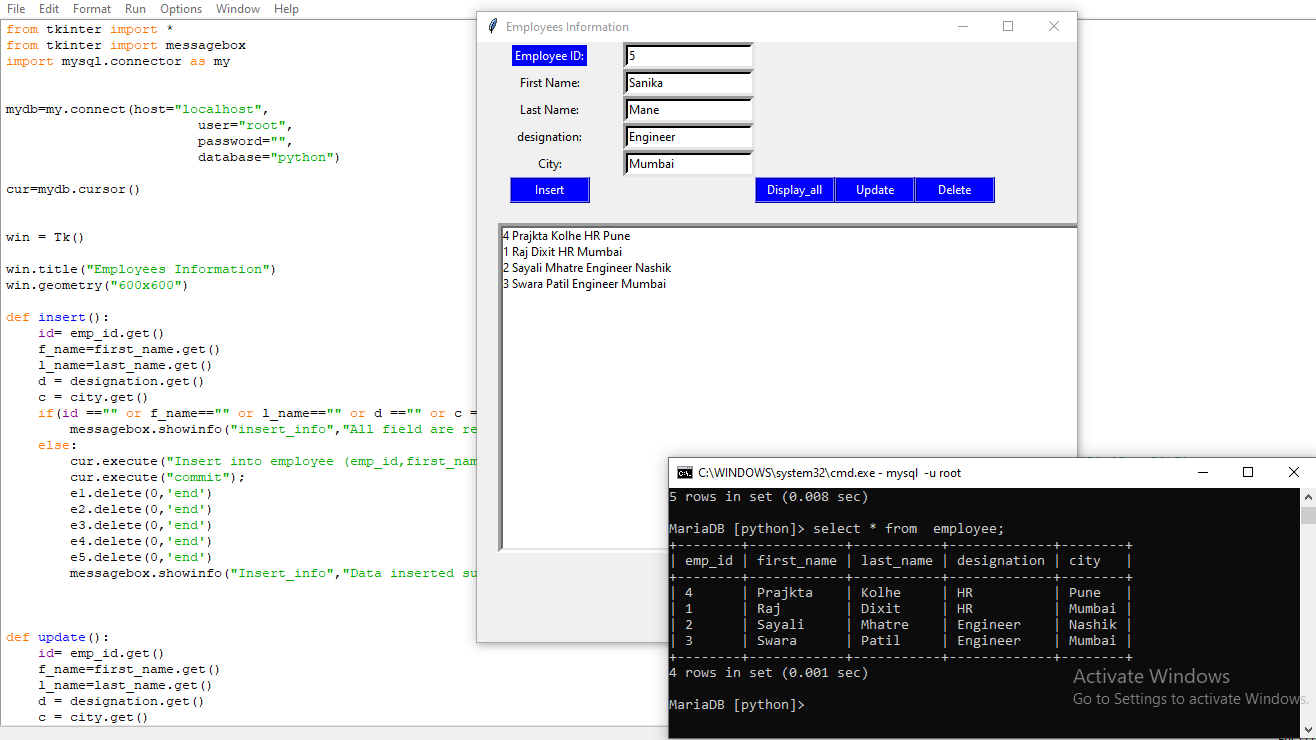 File Edit Format Run Options Window Help
from tkinter import *
from tkinter import messagebox
import mysql.connector as my
mydb=my.connect(host="localhost",
user="root",
password="",
database="python")
cur=mydb.cursor()
win = Tk()
win.title("Employees Information")
win.geometry("600x600")
def insert():
id= emp_id.get()
f_name=first_name.get()
l_name=last_name.get()
d = designation.get()
c = city.get()
if(id =="" or f_name=="" or l_name=="" or d =="" or c =
messagebox.showinfo("insert_info","All field are re
else:
cur.execute("Insert into employee (emp_id,first_nam
cur.execute("commit");
e1.delete(0,'end')
e2.delete(0,'end')
e3.delete(0,'end')
e4.delete(0,'end')
e5.delete(0,'end')
messagebox.showinfo("Insert_info","Data inserted su
def update():
id= emp_id.get()
f_name=first_name.get()
l_name=last_name.get()
d = designation.get()
c = city.get()
Employees Information
Employee ID: 5
First Name: Sanika
Last Name: Mane
designation: Engineer
City: Mumbai
Insert Display_all Update Delete
4 Prajkta Kolhe HR Pune
1 Raj Dixit HR Mumbai
2 Sayali Mhatre Engineer Nashik
3 Swara Patil Engineer Mumbai
C:\WINDOWS\system32\cmd.exe - mysql -u root
5 rows in set (0.008 sec)
MariaDB [python]> select * from  employee;
+--------+------------+-----------+-------------+--------+
| emp_id | first_name | last_name | designation | city   |
+--------+------------+-----------+-------------+--------+
| 4      | Prajkta    | Kolhe     | HR          | Pune   |
| 1      | Raj        | Dixit     | HR          | Mumbai |
| 2      | Sayali     | Mhatre    | Engineer    | Nashik |
| 3      | Swara      | Patil     | Engineer    | Mumbai |
+--------+------------+-----------+-------------+--------+
4 rows in set (0.001 sec)
MariaDB [python]>
Activate Windows
Go to Settings to activate Windows.